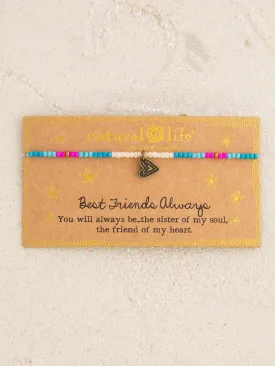 natural life
Best Friends Always
You will always be...the sister of my soul,
the friend of my heart.